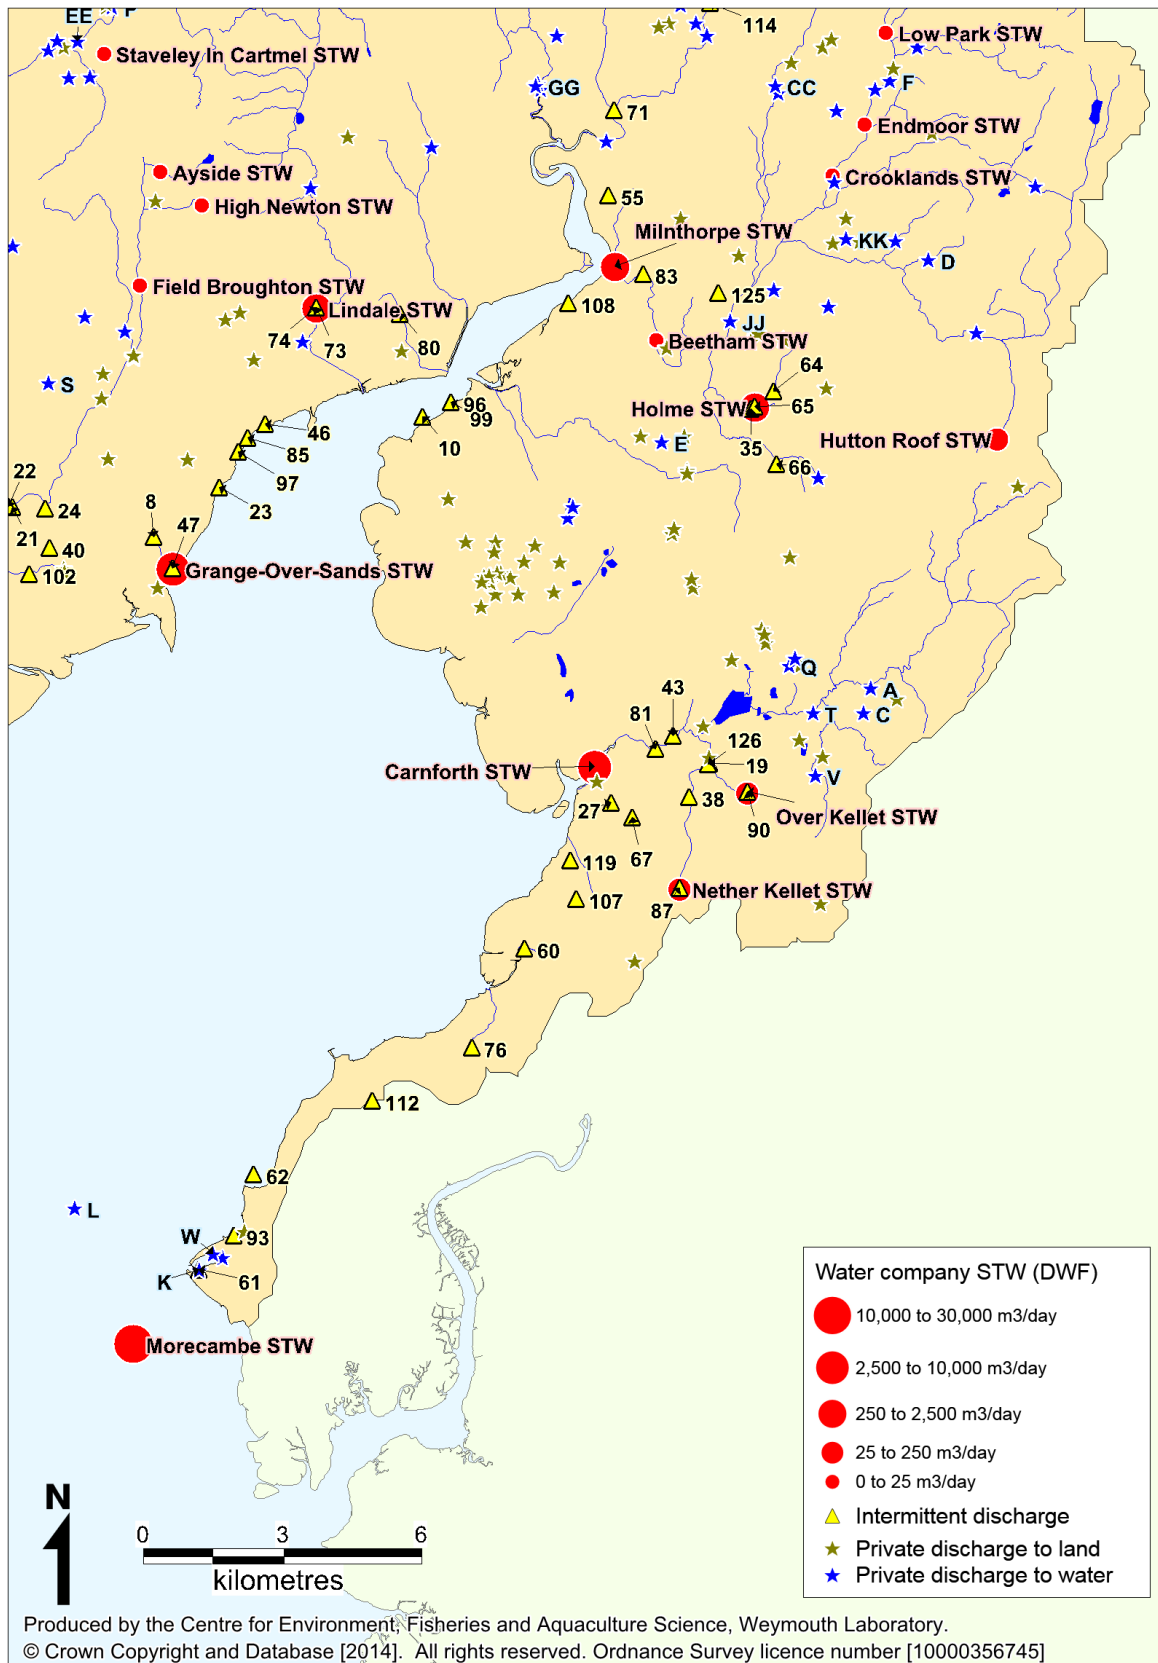 EE
F
114
Low Park STW
Staveley In Cartmel STW
GG
CC
F
71
Endmoor STW
Ayside STW
Crooklands STW
High Newton STW
55
Milnthorpe STW
KK
D
83
Field Broughton STW
125
108
Lindale STW
JJ
74
73
80
Beetham STW
64
S
96
Holme STW
65
99
46
10
35
Hutton Roof STW
E
85
66
22
97
8
47
23
24
21
40
102
Grange-Over-Sands STW
Q
43
A
81
T
C
126
Carnforth STW
19
V
27
38
Over Kellet STW
90
67
119
Nether Kellet STW
107
87
60
76
112
62
L
W
93
K
61
Morecambe STW
Water company STW (DWF)
10,000 to 30,000 m3/day
2,500 to 10,000 m3/day
250 to 2,500 m3/day
25 to 250 m3/day
0 to 25 m3/day
Intermittent discharge
Private discharge to land
Private discharge to water
N
0 3 6
kilometres
Produced by the Centre for Environment, Fisheries and Aquaculture Science, Weymouth Laboratory.
© Crown Copyright and Database [2014].  All rights reserved. Ordnance Survey licence number [10000356745]